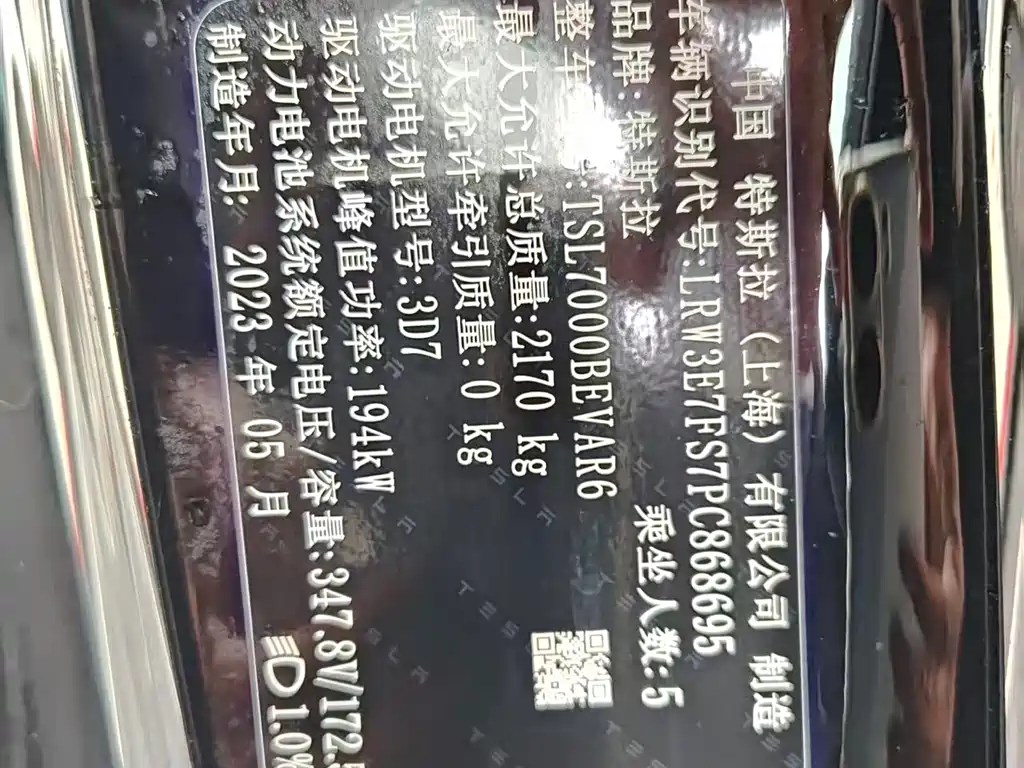 中国 特斯拉（上海）有限公司 制造
车辆识别代号:LRW3E7FS7PC868695
品牌:特斯拉 乘坐人数:5
整车 号:TSL7000BEVAR6
最大允许总质量:2170 kg
最大允许牵引质量:0 kg
驱动电机型号:3D7
驱动电机峰值功率:194kW
动力电池系统额定电压/容量:347.8V/172.5
制造年月: 2023 年 05 月
1.0%
TESLA